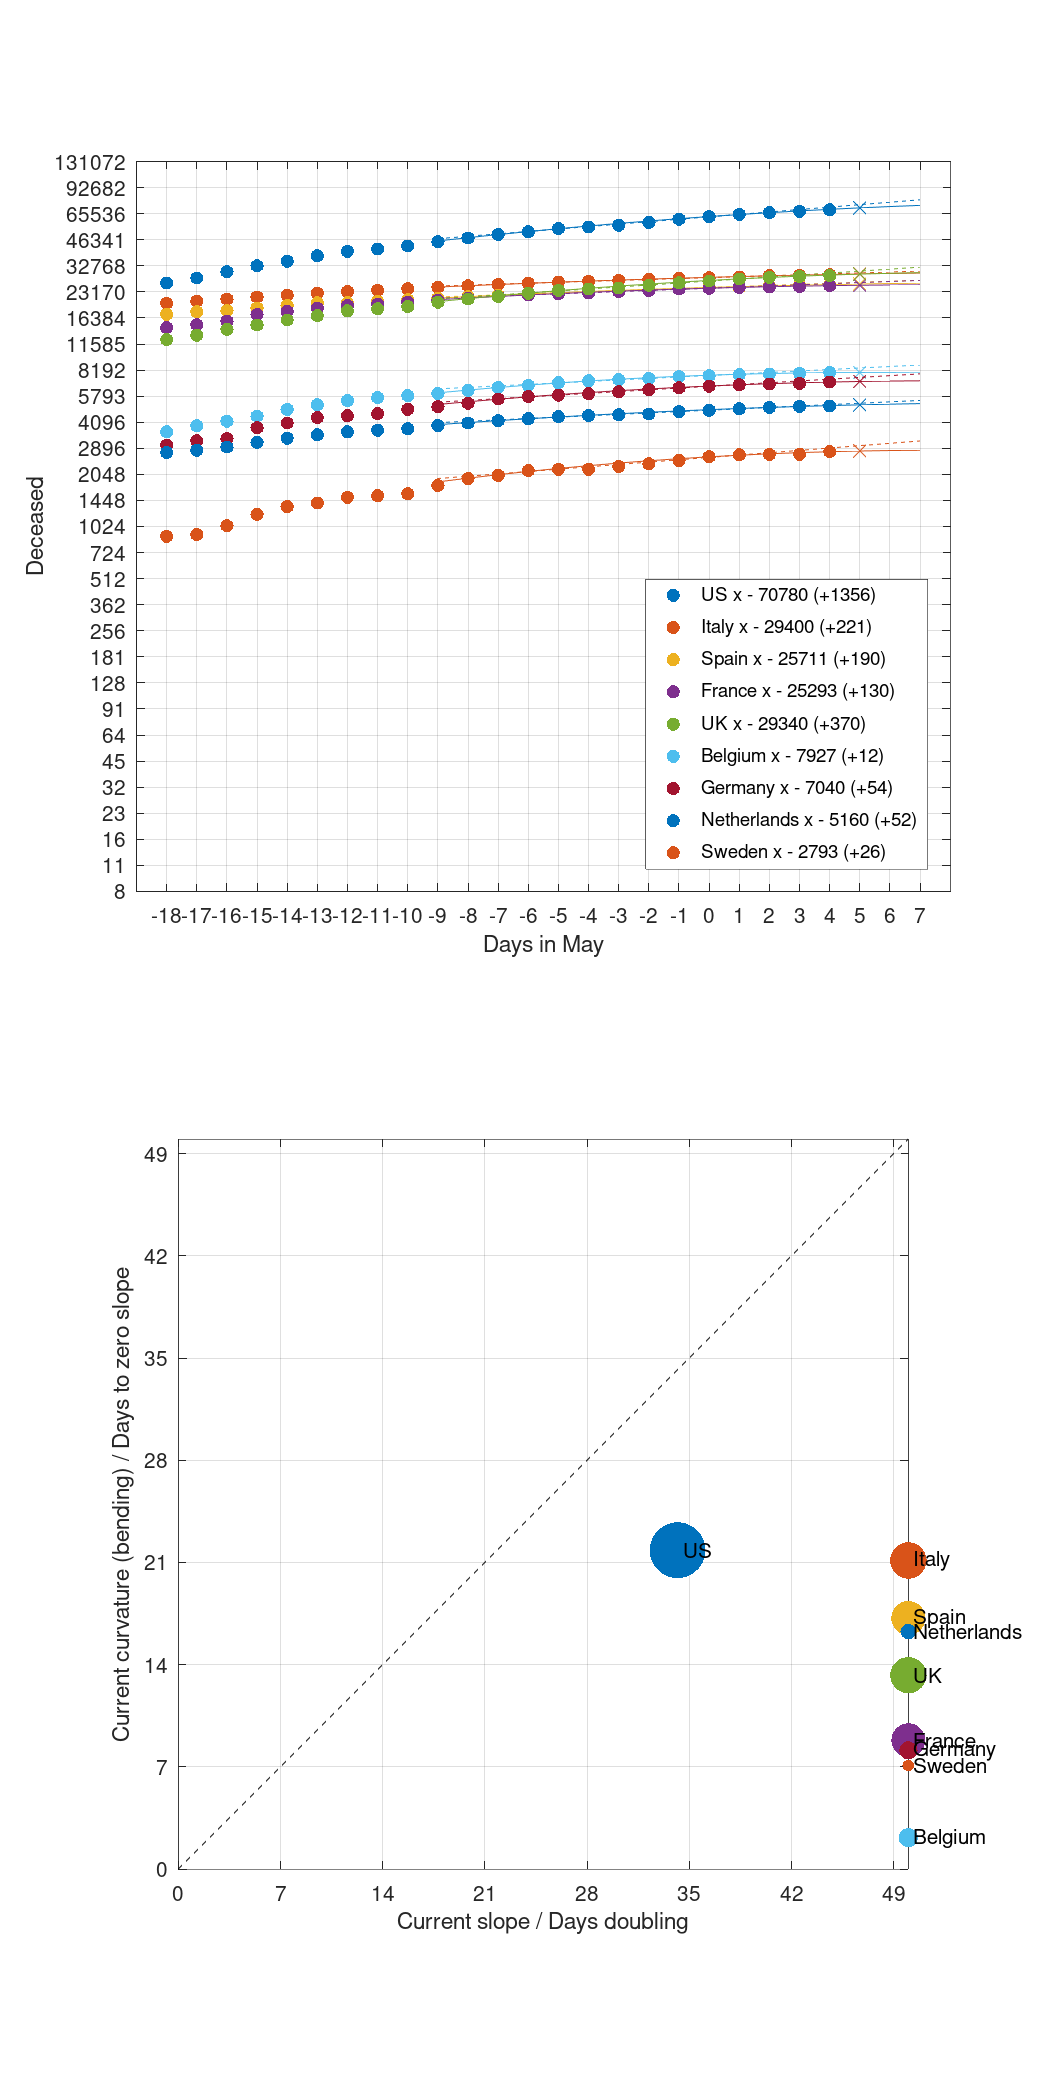 131072
92682
65536
46341
32768
23170
16384
11585
8192
5793
4096
2896
2048
1448
1024
724
512
362
256
181
128
91
64
45
32
23
16
11
8
Deceased
US x - 70780 (+1356)
Italy x - 29400 (+221)
Spain x - 25711 (+190)
France x - 25293 (+130)
UK x - 29340 (+370)
Belgium x - 7927 (+12)
Germany x - 7040 (+54)
Netherlands x - 5160 (+52)
Sweden x - 2793 (+26)
-18 -17 -16 -15 -14 -13 -12 -11 -10 -9 -8 -7 -6 -5 -4 -3 -2 -1 0 1 2 3 4 5 6 7
Days in May
49
42
35
28
21
14
7
0
Current curvature (bending) / Days to zero slope
US
Italy
Spain
Netherlands
UK
France
Germany
Sweden
Belgium
0 7 14 21 28 35 42 49
Current slope / Days doubling